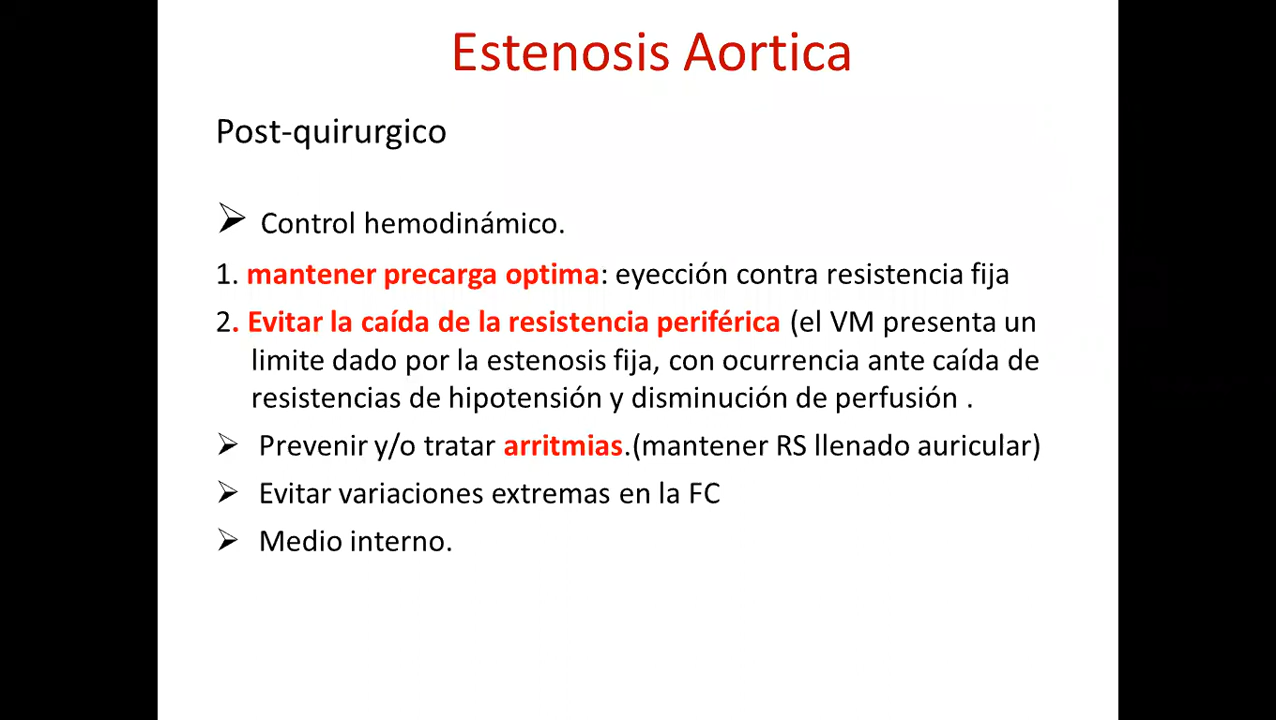 Estenosis Aortica
Post-quirurgico
➢ Control hemodinámico.
1. mantener precarga optima: eyección contra resistencia fija
2. Evitar la caída de la resistencia periférica (el VM presenta un
limite dado por la estenosis fija, con ocurrencia ante caída de
resistencias de hipotensión y disminución de perfusión .
➢ Prevenir y/o tratar arritmias.(mantener RS llenado auricular)
➢ Evitar variaciones extremas en la FC
➢ Medio interno.